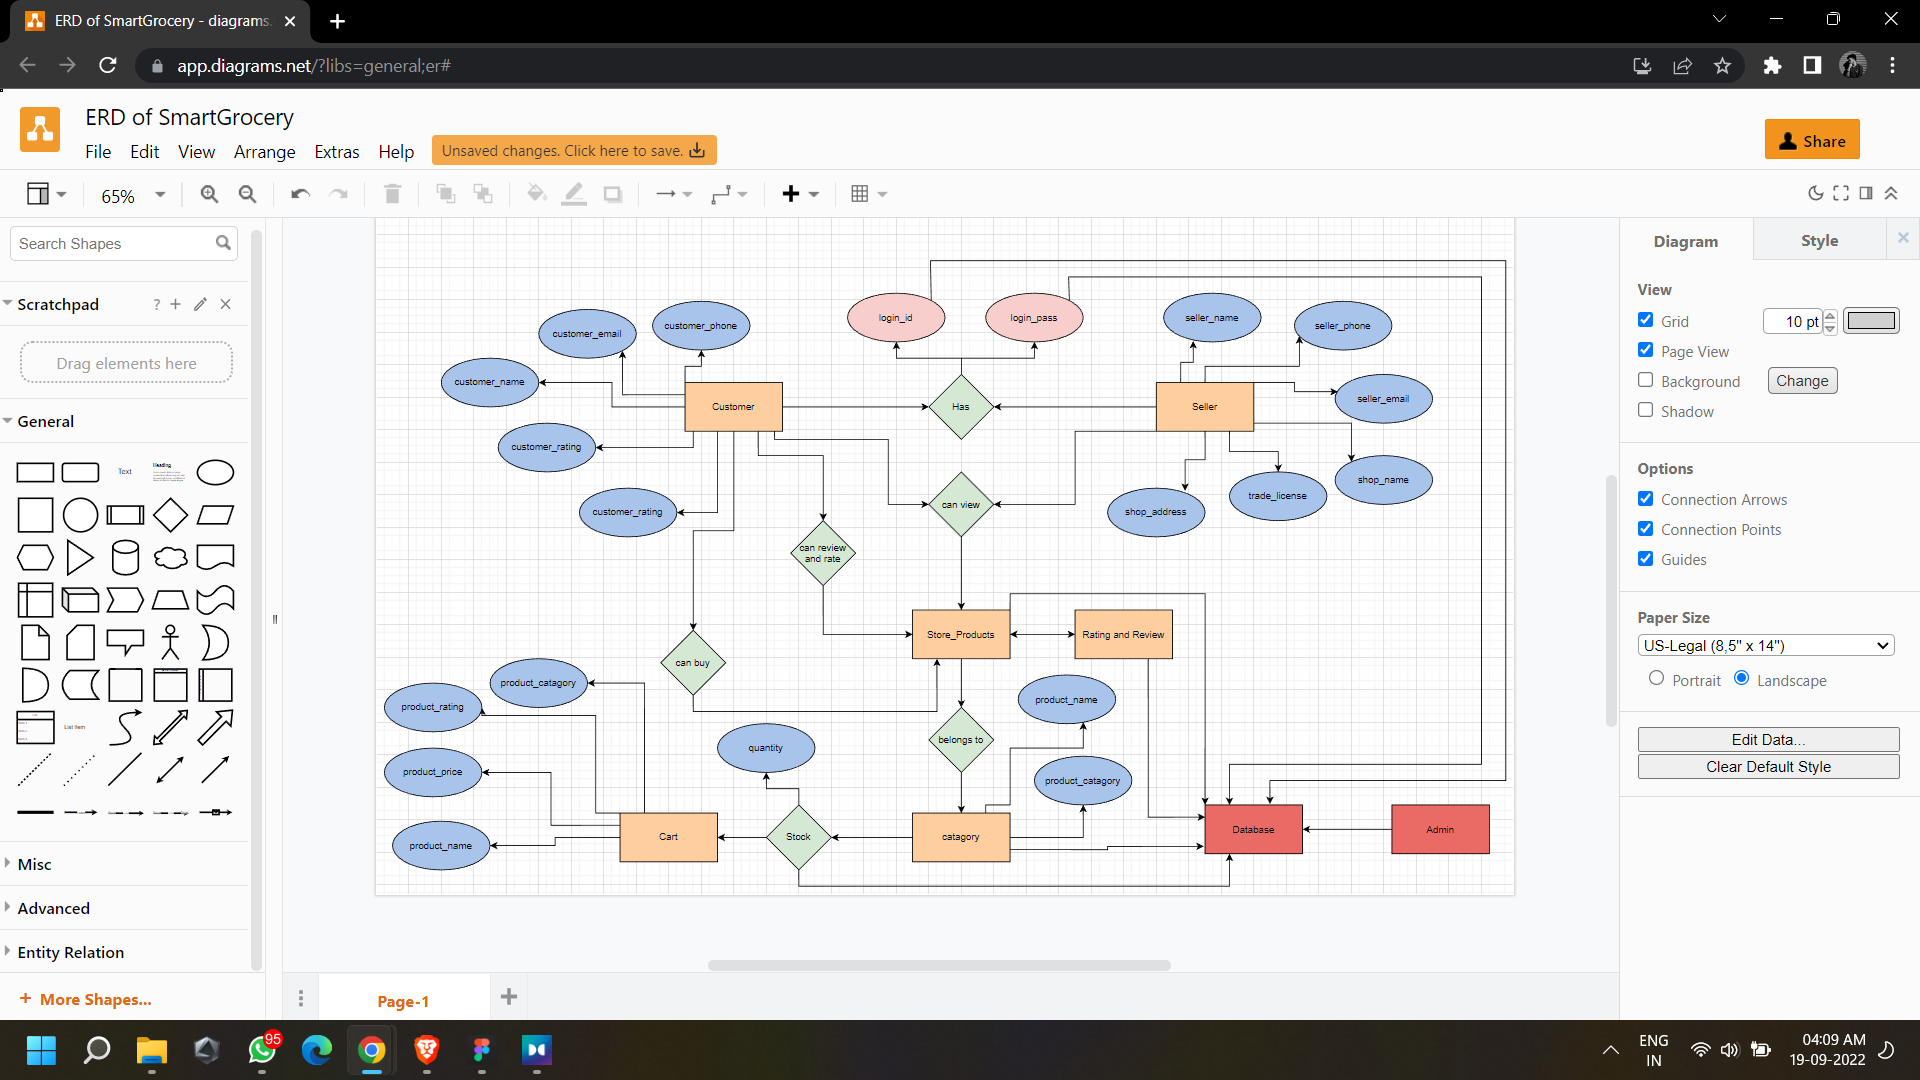 ERD of SmartGrocery - diagrams.
app.diagrams.net/?libs=general;er#
ERD of SmartGrocery
File Edit View Arrange Extras Help
Unsaved changes. Click here to save.
Share
65%
Search Shapes
Scratchpad
?
Drag elements here
General
Text
Heading
List Item
Misc
Advanced
Entity Relation
+ More Shapes...
login_id
login_pass
seller_name
seller_phone
customer_email
customer_phone
customer_name
seller_email
Customer
Has
Seller
customer_rating
shop_name
trade_license
customer_rating
can view
shop_address
can review
and rate
Store_Products
Rating and Review
can buy
product_catagory
product_rating
product_name
belongs to
quantity
product_price
product_catagory
Cart
Stock
catagory
Database
Admin
product_name
Page-1
Diagram
Style
View
Grid
10 pt
Page View
Background
Change
Shadow
Options
Connection Arrows
Connection Points
Guides
Paper Size
US-Legal (8,5" x 14")
Portrait
Landscape
Edit Data...
Clear Default Style
95
ENG
IN
04:09 AM
19-09-2022